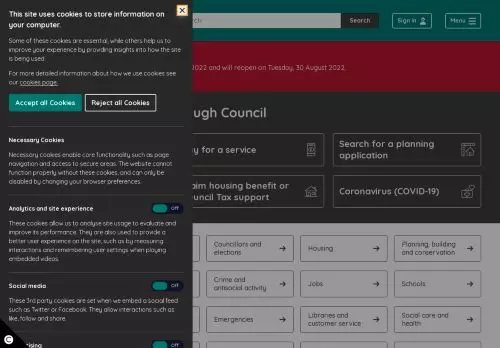 This site uses cookies to store information on
your computer.
Some of these cookies are essential, while others help us to
improve your experience by providing insights into how the site
is being used.
For more detailed information about how we use cookies see
our cookies page.
Accept all Cookies
Reject all Cookies
Necessary Cookies
Necessary cookies enable core functionality such as page
navigation and access to secure areas. The website cannot
function properly without these cookies, and can only be
disabled by changing your browser preferences.
Analytics and site experience
Off
These cookies allow us to analyse site usage to evaluate and
improve its performance. They are also used to provide a
better user experience on the site, such as by measuring
interactions and remembering user settings when playing
embedded videos.
Social media
Off
These 3rd party cookies are set when we embed a social feed
such as Twitter or Facebook. They allow interactions such as
like, follow and share.
Off
Search
Sign in
Menu
2022 and will reopen on Tuesday, 30 August 2022.
ugh Council
y for a service
Search for a planning
application
im housing benefit or
uncil Tax support
Coronavirus (COVID-19)
Councillors and
elections
Housing
Planning, building
and conservation
Crime and
antisocial activity
Jobs
Schools
Emergencies
Libraries and
customer service
Social care and
health